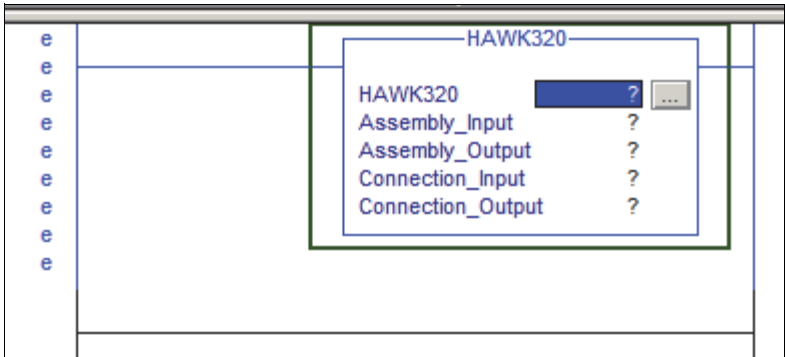 e
HAWK320
e
e
HAWK320 ? ...
e
Assembly_Input ?
e
Assembly_Output ?
e
Connection_Input ?
e
Connection_Output ?
e
e